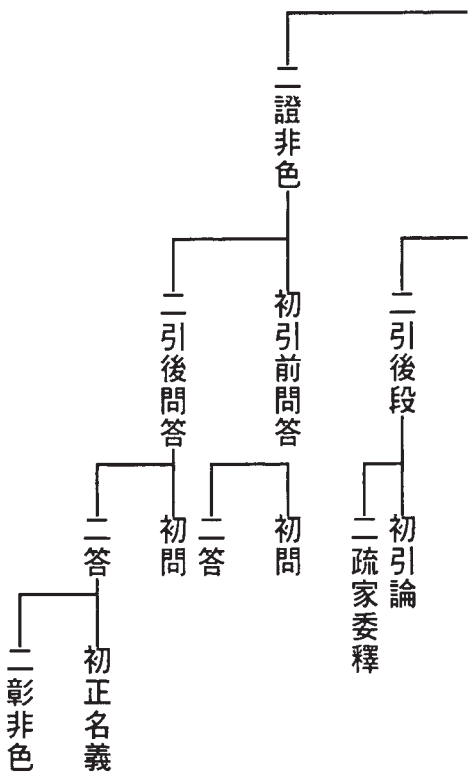 二引後段
初引論
二疏家委釋
二證非色
初引前問答
初問
二答
二引後問答
初問
二答
初正名義
二彰非色